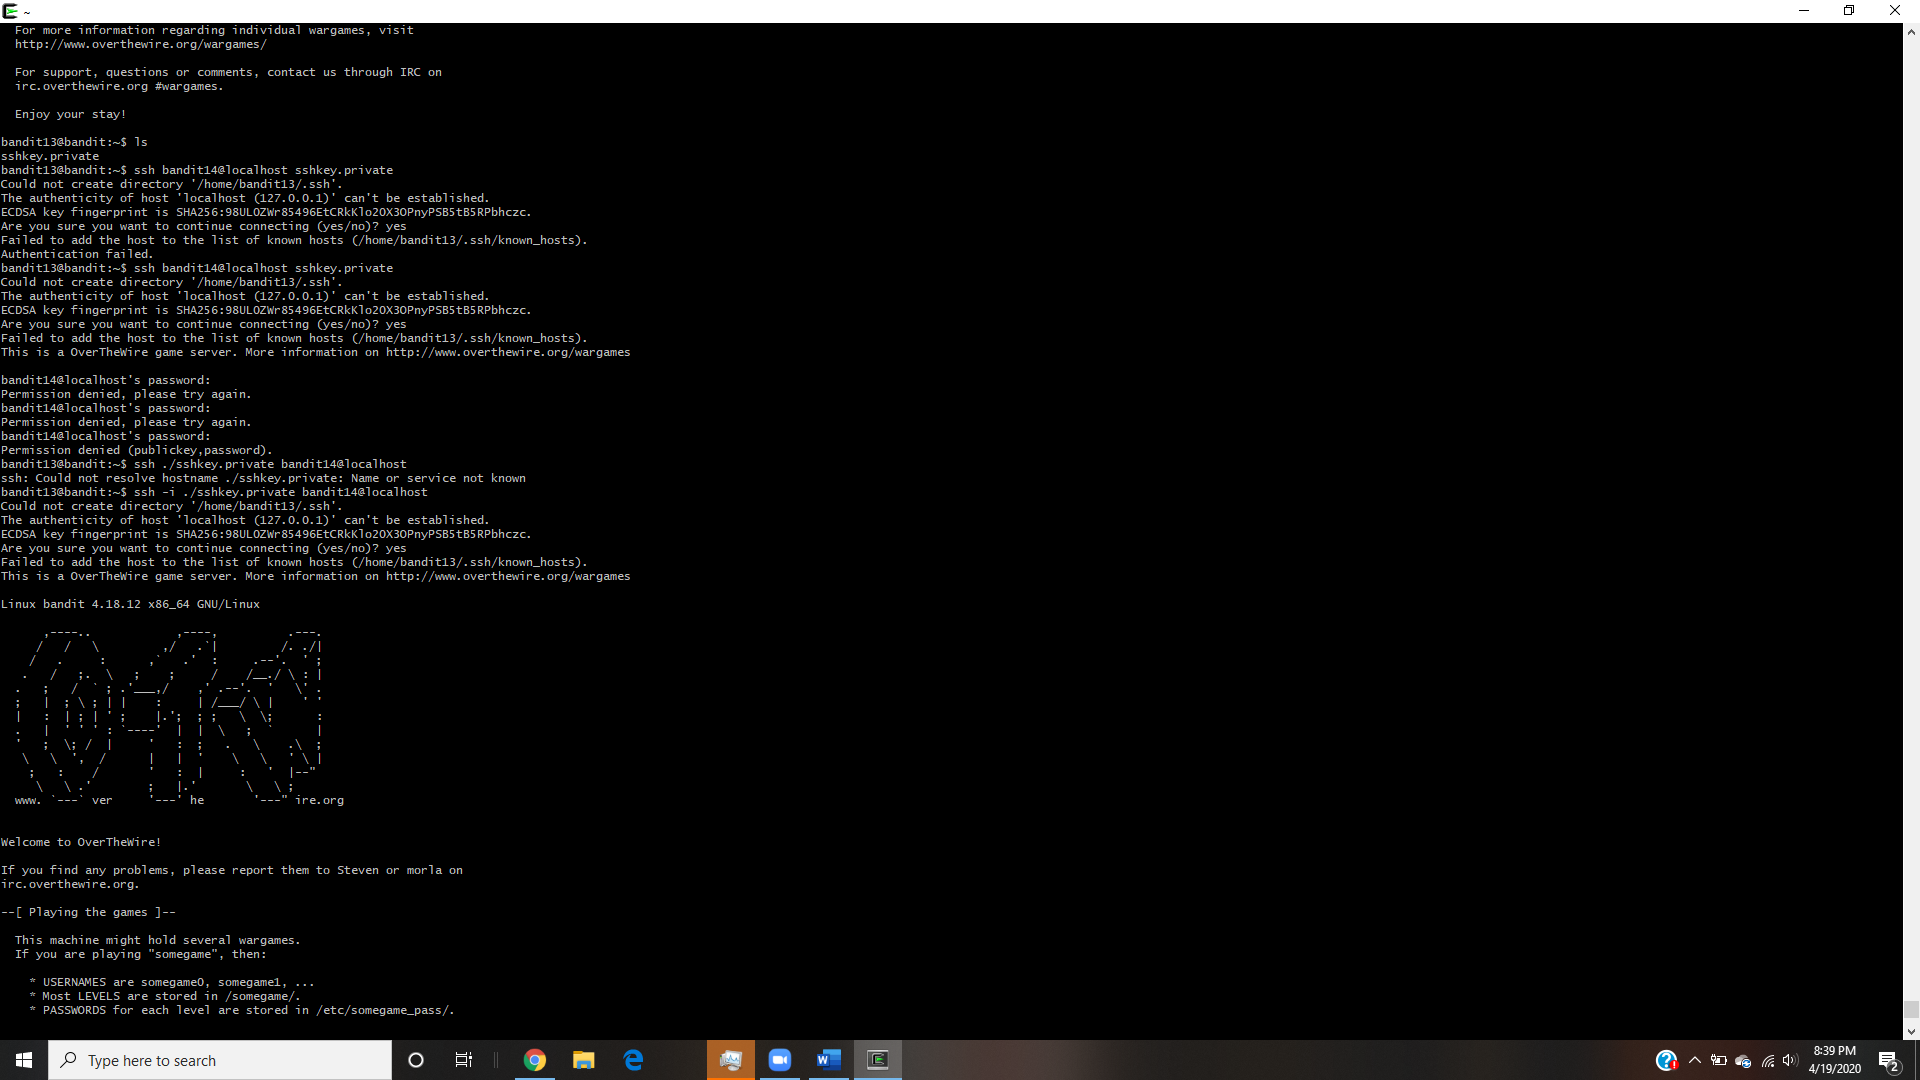 ~
For more information regarding individual wargames, visit
http://www.overthewire.org/wargames/
For support, questions or comments, contact us through IRC on
irc.overthewire.org #wargames.
Enjoy your stay!
bandit13@bandit:~$ ls
sshkey.private
bandit13@bandit:~$ ssh bandit14@localhost sshkey.private
Could not create directory '/home/bandit13/.ssh'.
The authenticity of host 'localhost (127.0.0.1)' can't be established.
ECDSA key fingerprint is SHA256:98UL0ZWr85496EtCRkKlo20X3OPnyPSB5tB5RPbhczc.
Are you sure you want to continue connecting (yes/no)? yes
Failed to add the host to the list of known hosts (/home/bandit13/.ssh/known_hosts).
Authentication failed.
bandit13@bandit:~$ ssh bandit14@localhost sshkey.private
Could not create directory '/home/bandit13/.ssh'.
The authenticity of host 'localhost (127.0.0.1)' can't be established.
ECDSA key fingerprint is SHA256:98UL0ZWr85496EtCRkKlo20X3OPnyPSB5tB5RPbhczc.
Are you sure you want to continue connecting (yes/no)? yes
Failed to add the host to the list of known hosts (/home/bandit13/.ssh/known_hosts).
This is a OverTheWire game server. More information on http://www.overthewire.org/wargames
bandit14@localhost's password:
Permission denied, please try again.
bandit14@localhost's password:
Permission denied, please try again.
bandit14@localhost's password:
Permission denied (publickey,password).
bandit13@bandit:~$ ssh ./sshkey.private bandit14@localhost
ssh: Could not resolve hostname ./sshkey.private: Name or service not known
bandit13@bandit:~$ ssh -i ./sshkey.private bandit14@localhost
Could not create directory '/home/bandit13/.ssh'.
The authenticity of host 'localhost (127.0.0.1)' can't be established.
ECDSA key fingerprint is SHA256:98UL0ZWr85496EtCRkKlo20X3OPnyPSB5tB5RPbhczc.
Are you sure you want to continue connecting (yes/no)? yes
Failed to add the host to the list of known hosts (/home/bandit13/.ssh/known_hosts).
This is a OverTheWire game server. More information on http://www.overthewire.org/wargames
Linux bandit 4.18.12 x86_64 GNU/Linux
www. `---` ver '---' he '---" ire.org
Welcome to OverTheWire!
If you find any problems, please report them to Steven or morla on
irc.overthewire.org.
--[ Playing the games ]--
This machine might hold several wargames.
If you are playing "somegame", then:
* USERNAMES are somegame0, somegame1, ...
* Most LEVELS are stored in /somegame/.
* PASSWORDS for each level are stored in /etc/somegame_pass/.
Type here to search
8:39 PM
4/19/2020
2